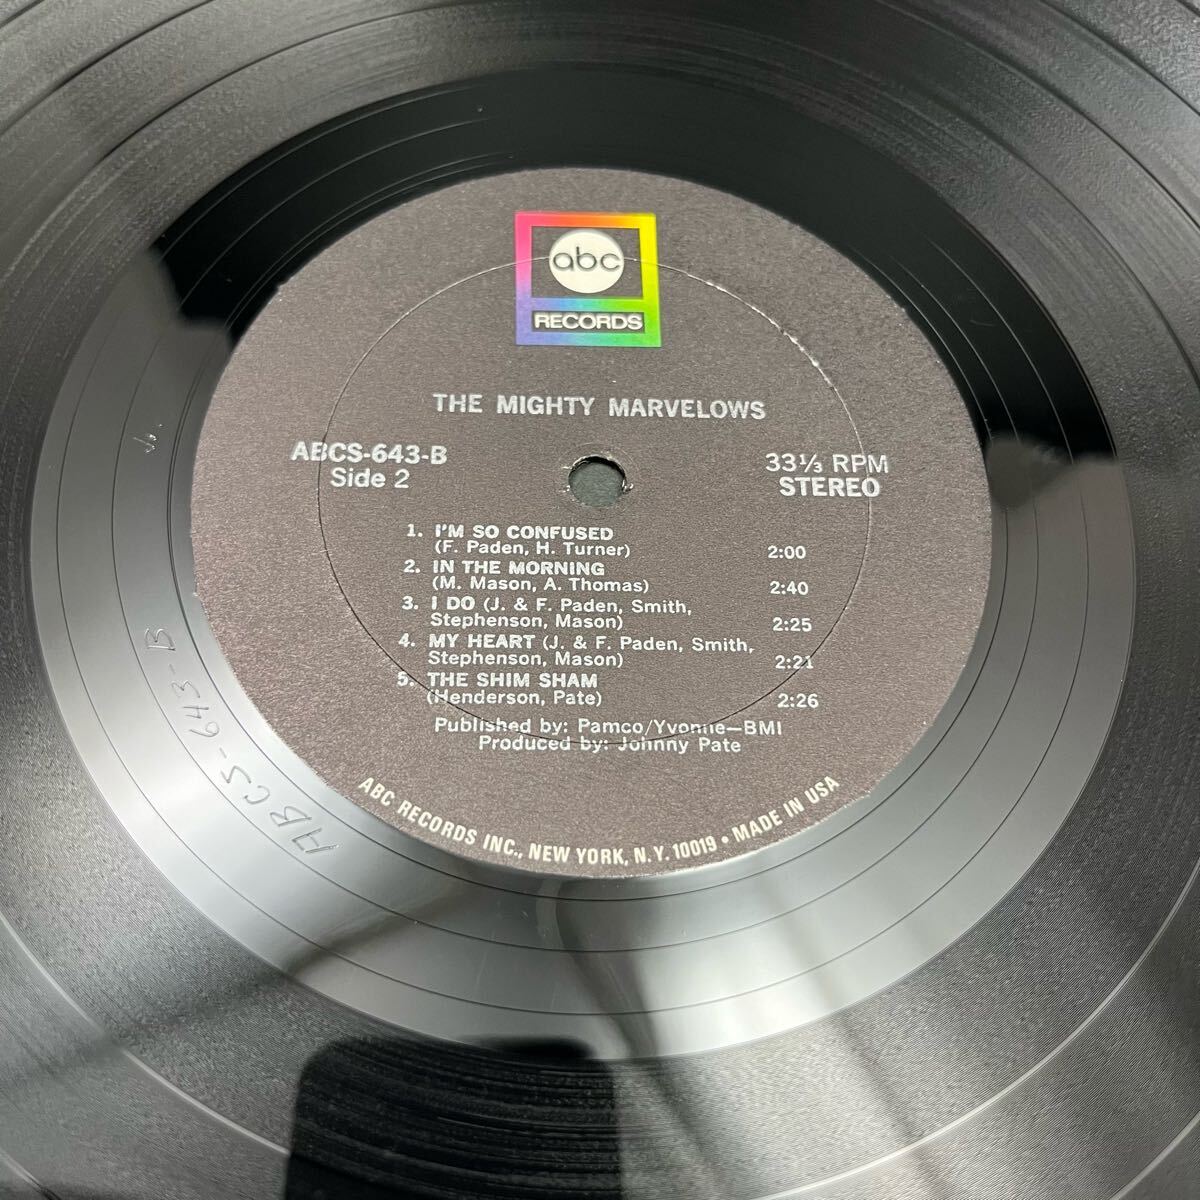 abc
RECORDS
THE MIGHTY MARVELOWS
ABCS-643-B
Side 2
33⅓ RPM
STEREO
1. I'M SO CONFUSED
(F. Paden, H. Turner) 2:00
2. IN THE MORNING
(M. Mason, A. Thomas) 2:40
3. I DO (J. & F. Paden, Smith,
Stephenson, Mason) 2:25
4. MY HEART (J. & F. Paden, Smith,
Stephenson, Mason) 2:21
5. THE SHIM SHAM
(Henderson, Pate) 2:26
Published by: Pamco/Yvonne—BMI
Produced by: Johnny Pate
ABC RECORDS INC., NEW YORK, N.Y. 10019 • MADE IN USA
ABCS-643-B